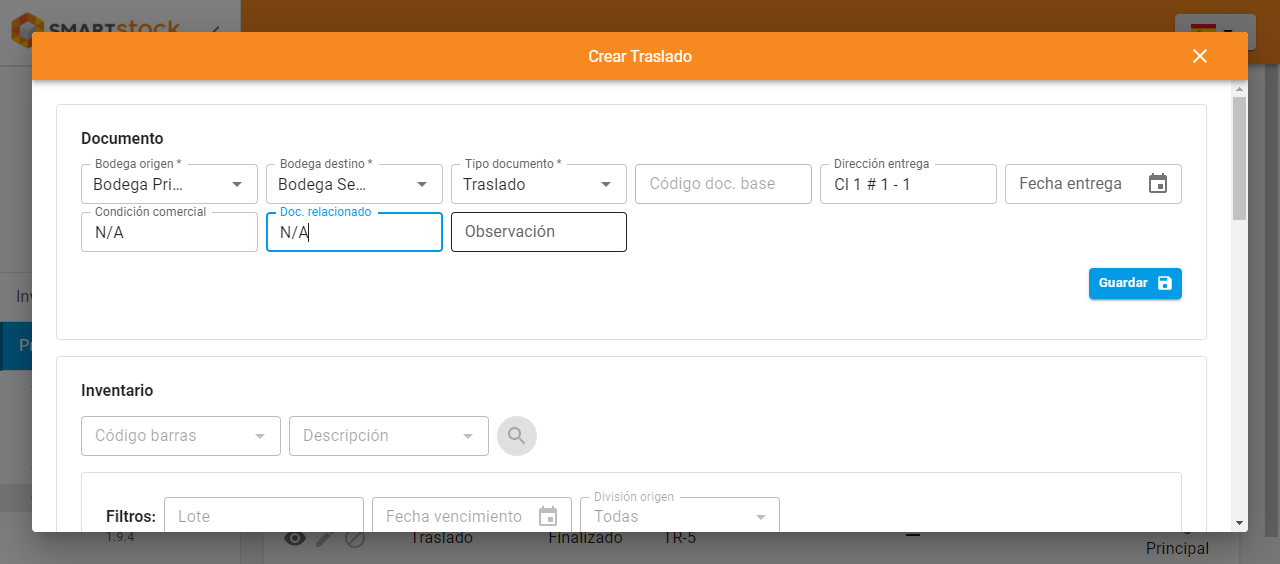 SMARTstock
Crear Traslado
Documento
Bodega origen * Bodega destino * Tipo documento * Dirección entrega
Bodega Pri... Bodega Se... Traslado Código doc. base Cl 1 # 1 - 1 Fecha entrega
Condición comercial Doc. relacionado
N/A N/A Observación
Guardar
Inv
Pr
Inventario
Código barras Descripción
División origen
Filtros: Lote Fecha vencimiento Todas
1.9.4 Traslado Finalizado TR-5
Principal